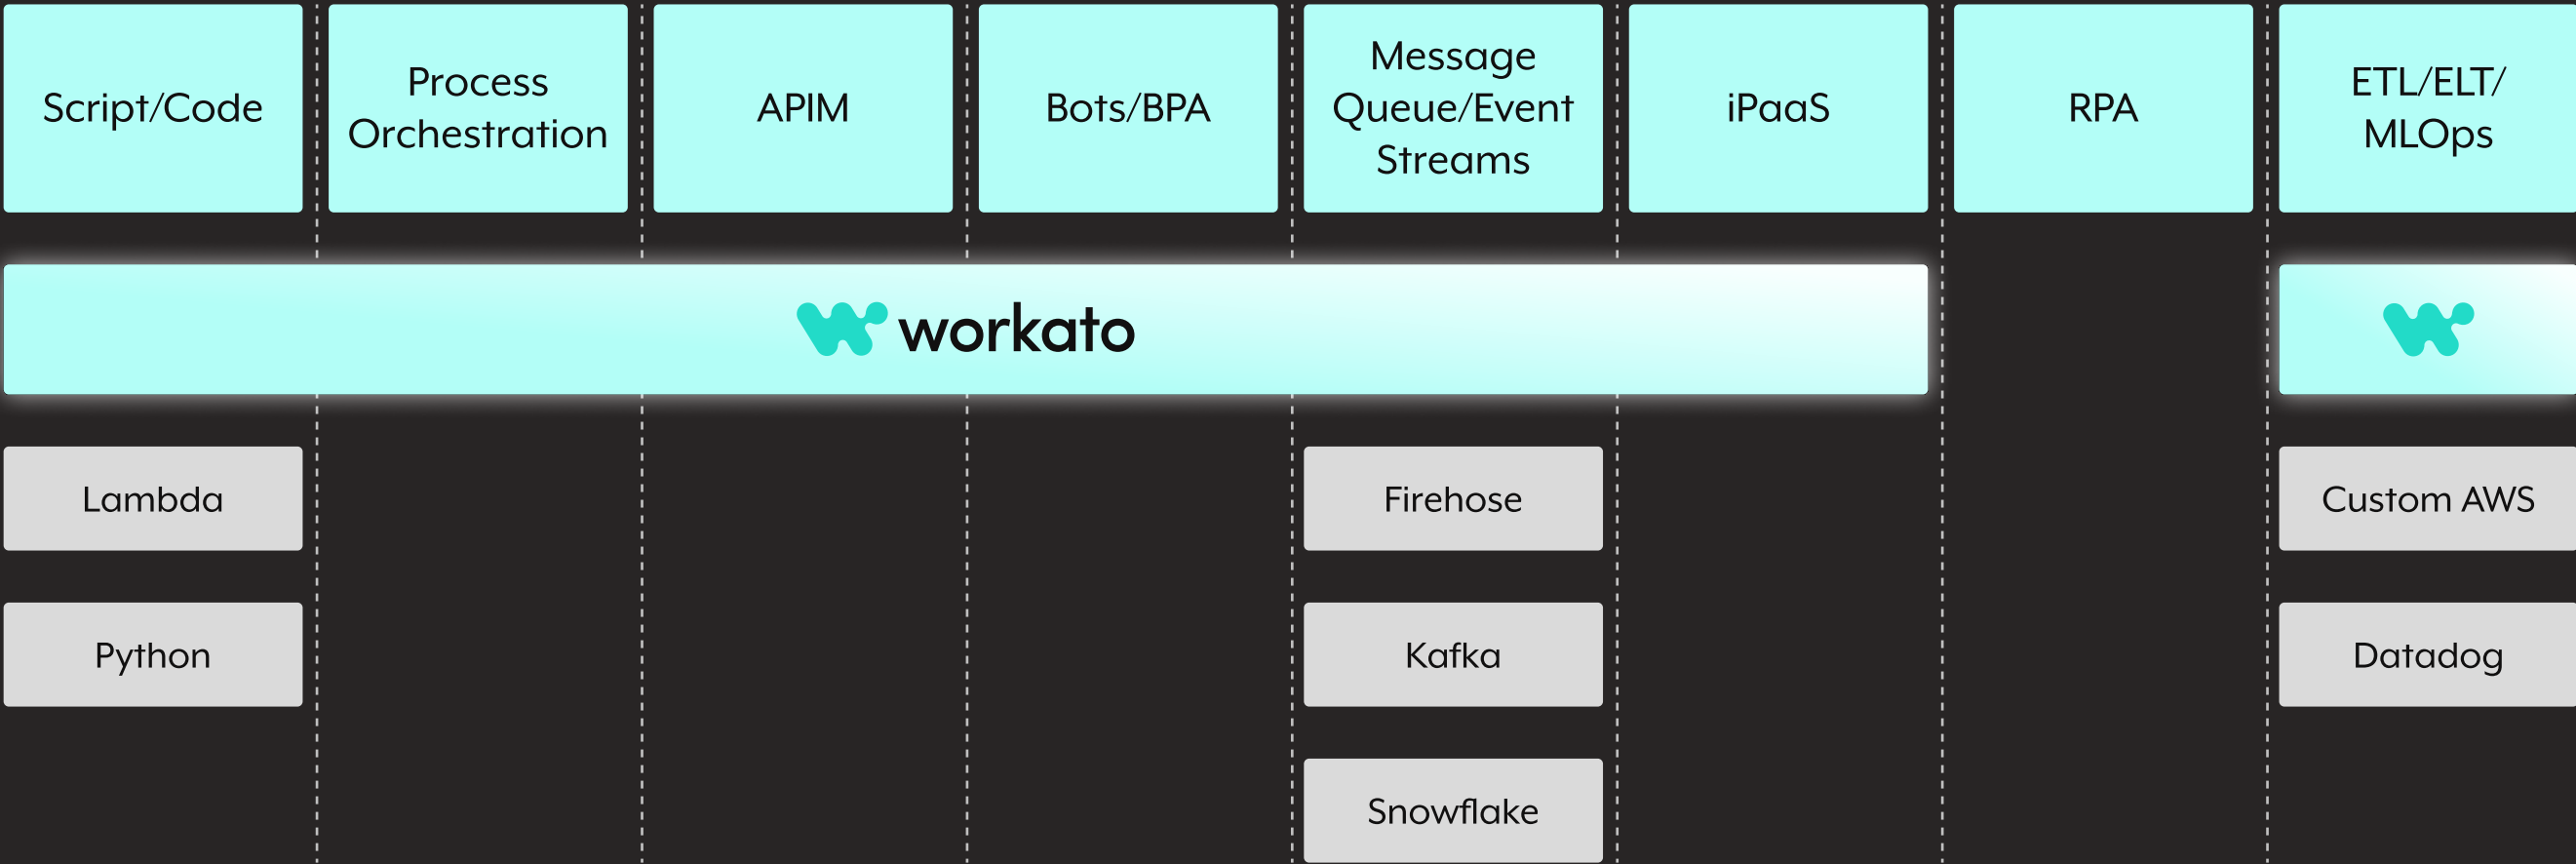 Script/Code
Process
Orchestration
APIM
Bots/BPA
Message
Queue/Event
Streams
iPaaS
RPA
ETL/ELT/
MLOps
workato
Lambda
Firehose
Custom AWS
Python
Kafka
Datadog
Snowflake